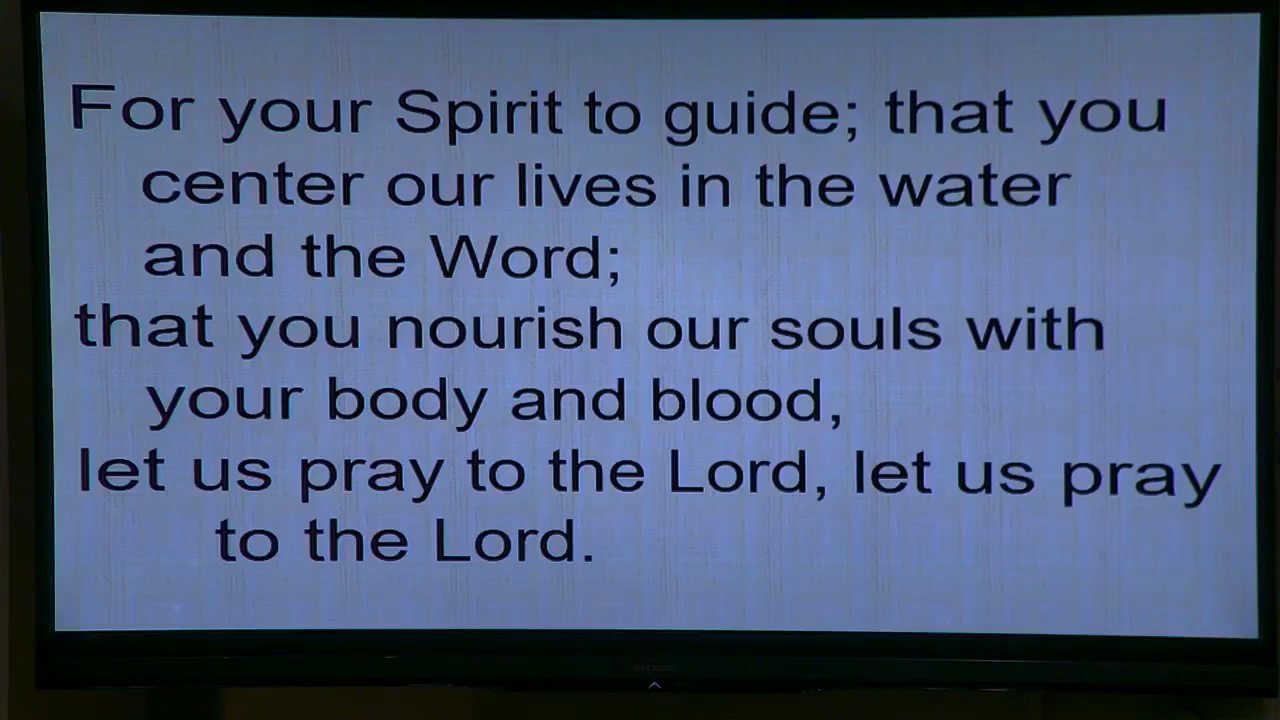 For your Spirit to guide; that you
center our lives in the water
and the Word;
that you nourish our souls with
your body and blood,
let us pray to the Lord, let us pray
to the Lord.
SHARP